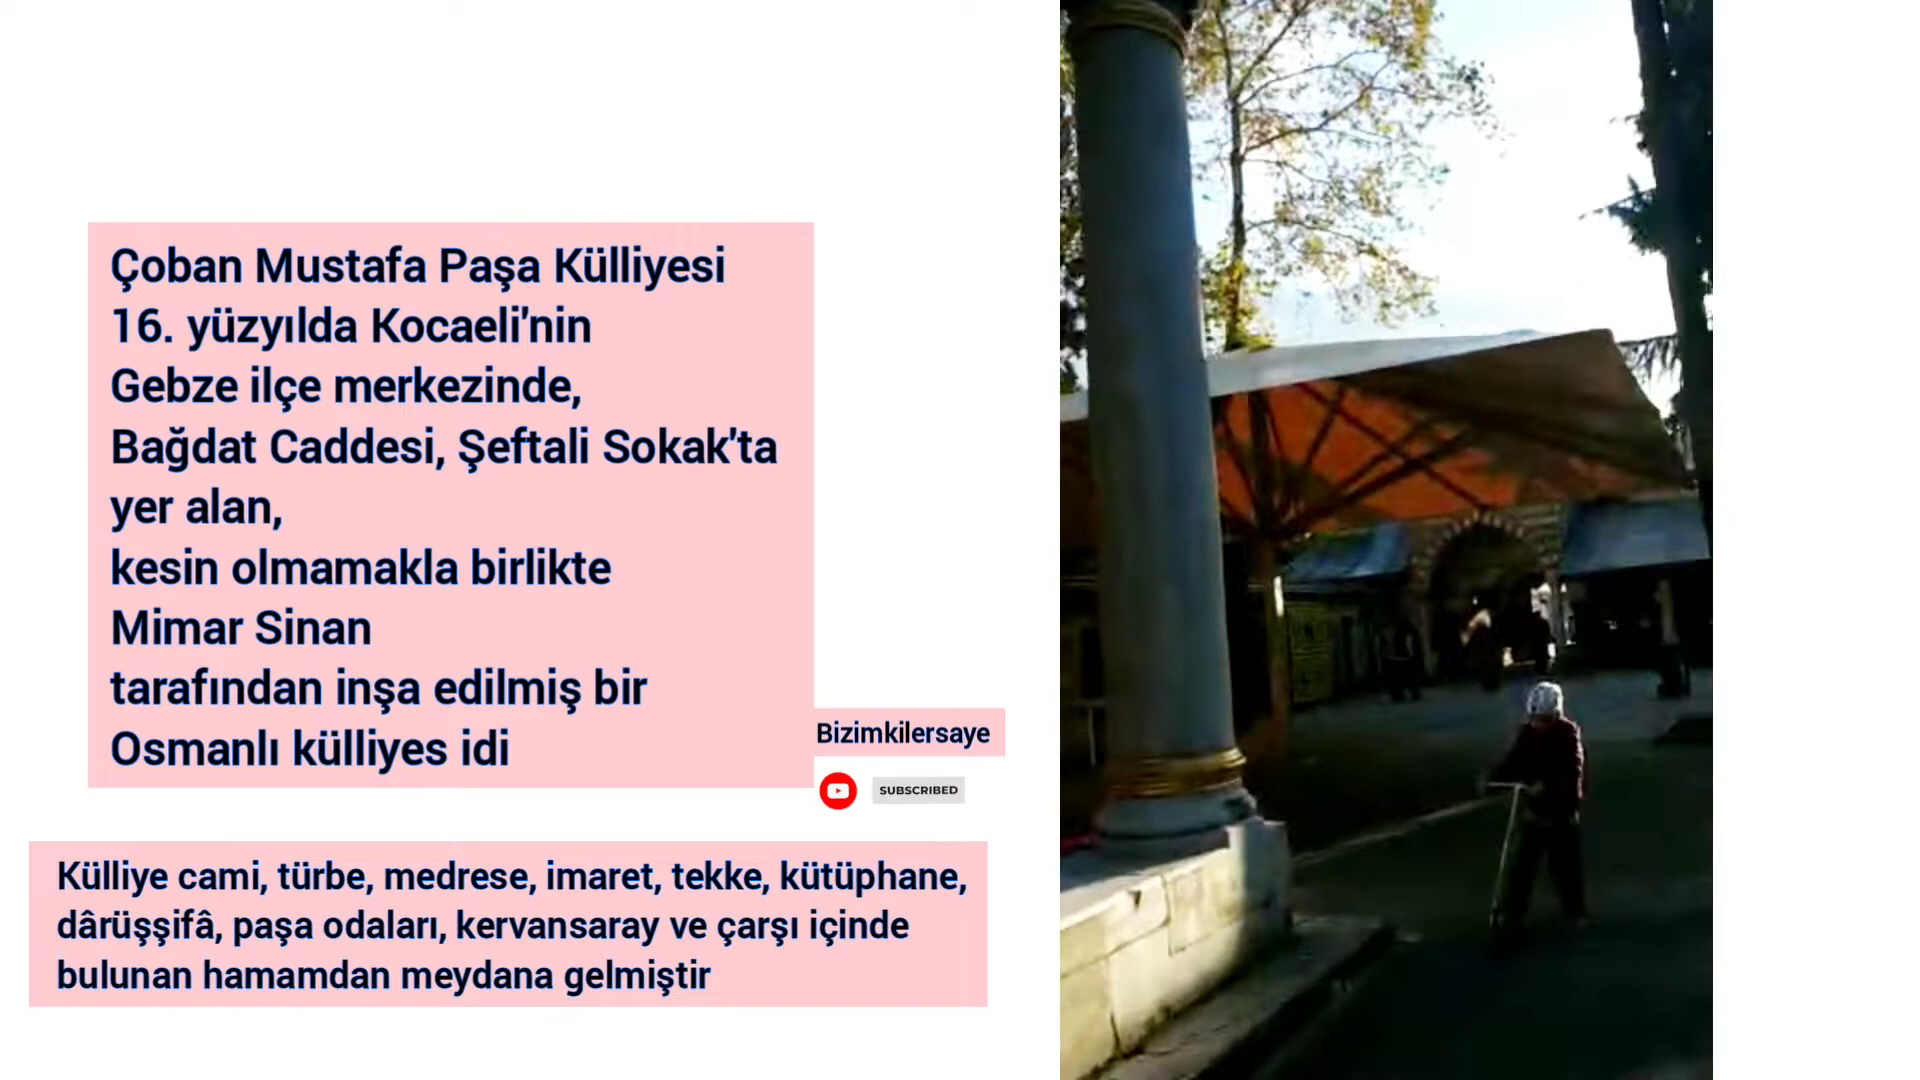 Çoban Mustafa Paşa Külliyesi
16. yüzyılda Kocaeli'nin
Gebze ilçe merkezinde,
Bağdat Caddesi, Şeftali Sokak'ta
yer alan,
kesin olmamakla birlikte
Mimar Sinan
tarafından inşa edilmiş bir
Osmanlı külliyes idi
Bizimkilersaye
SUBSCRIBED
Külliye cami, türbe, medrese, imaret, tekke, kütüphane,
dârüşşifâ, paşa odaları, kervansaray ve çarşı içinde
bulunan hamamdan meydana gelmiştir